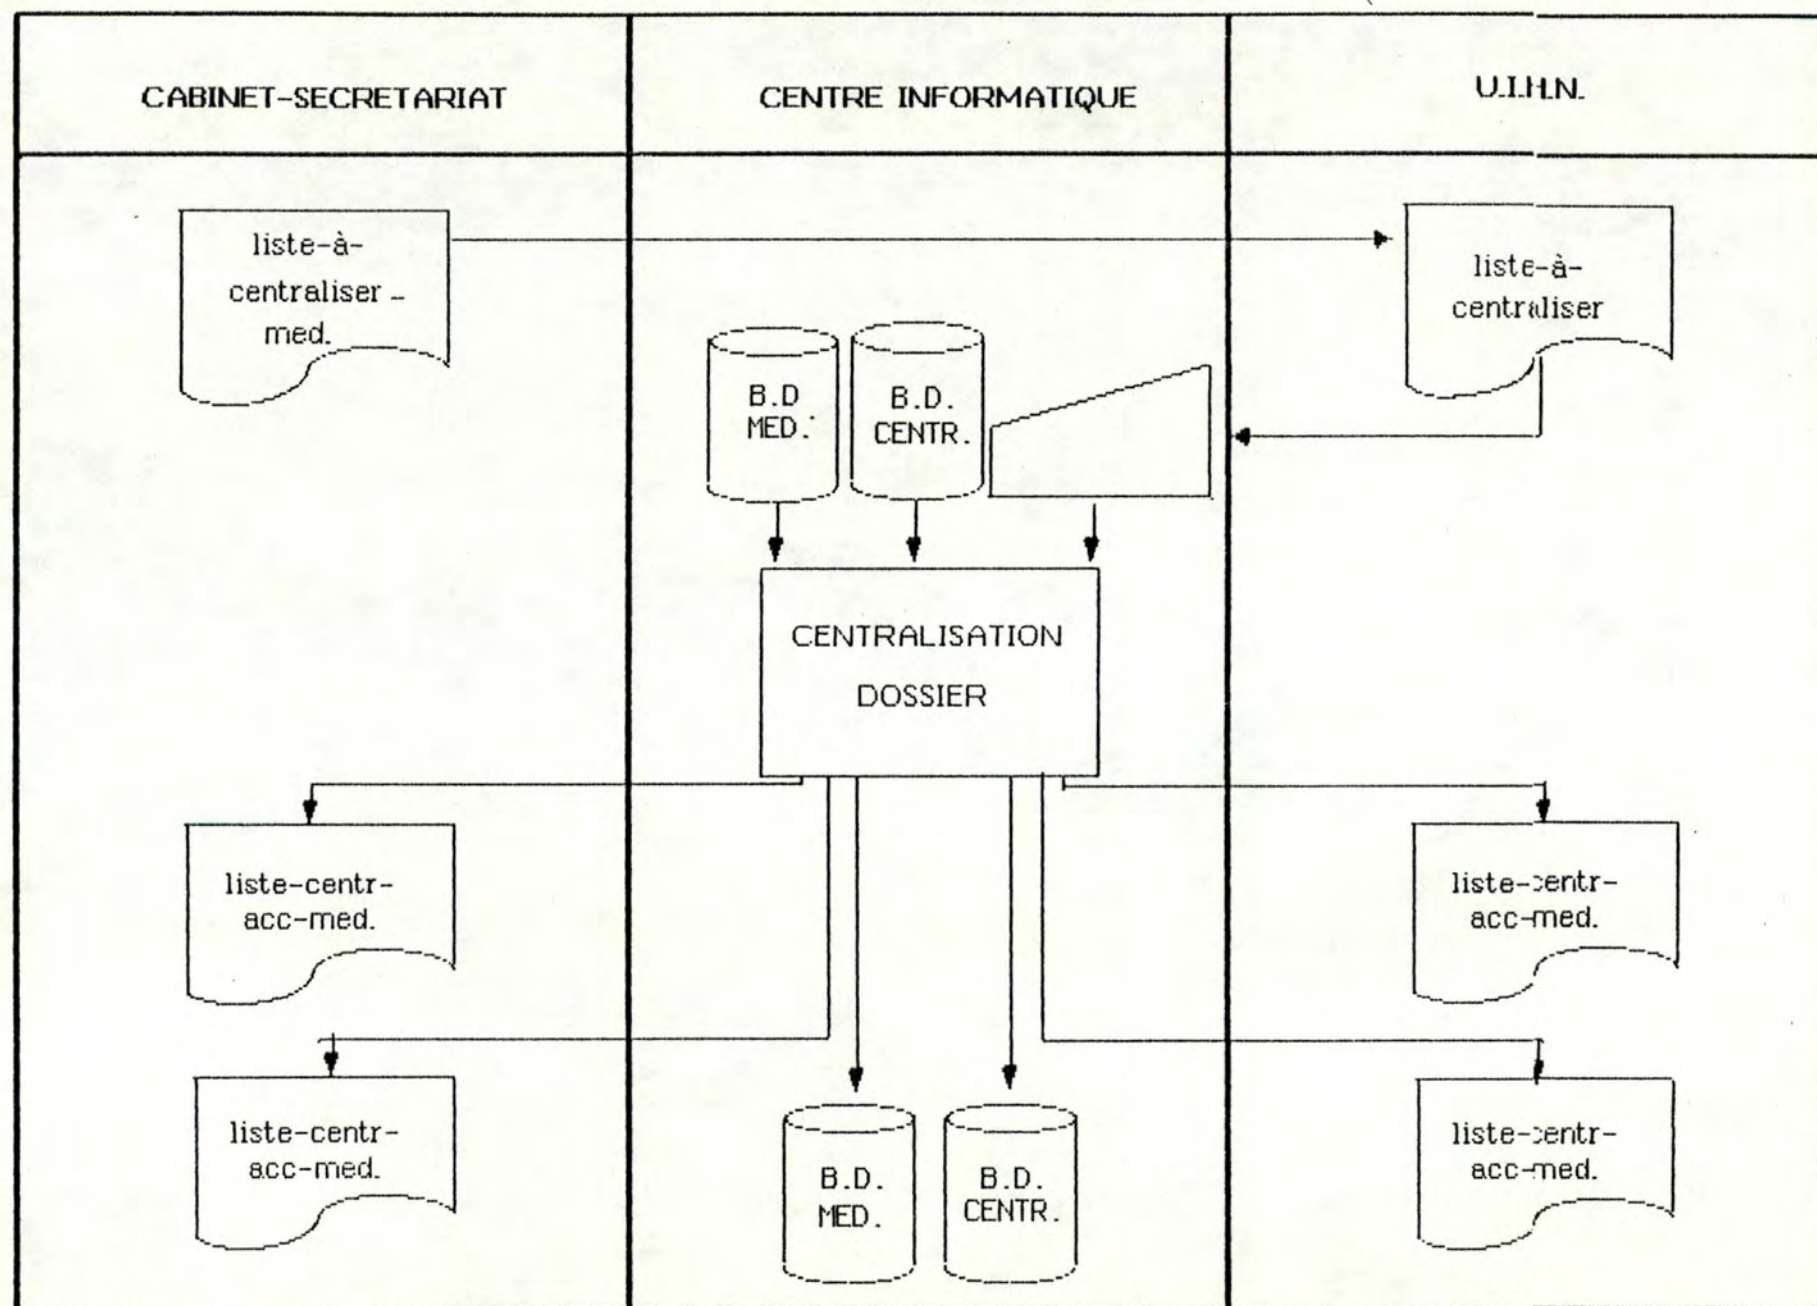 CABINET-SECRETARIAT
CENTRE INFORMATIQUE
U.I.H.N.
liste-à-
centraliser -
med.
liste-à-
centraliser
B.D
MED.
B.D.
CENTR.
CENTRALISATION
DOSSIER
liste-centr-
acc-med.
liste-centr-
acc-med.
liste-centr-
acc-med.
B.D.
MED.
B.D.
CENTR.
liste-centr-
acc-med.